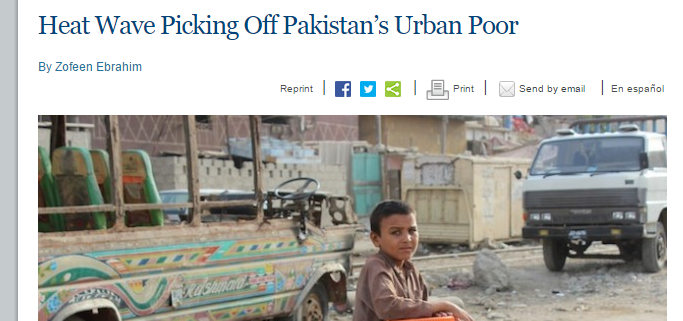 Heat Wave Picking Off Pakistan's Urban Poor
By Zofeen Ebrahim
Reprint | | Print | Send by email | En español